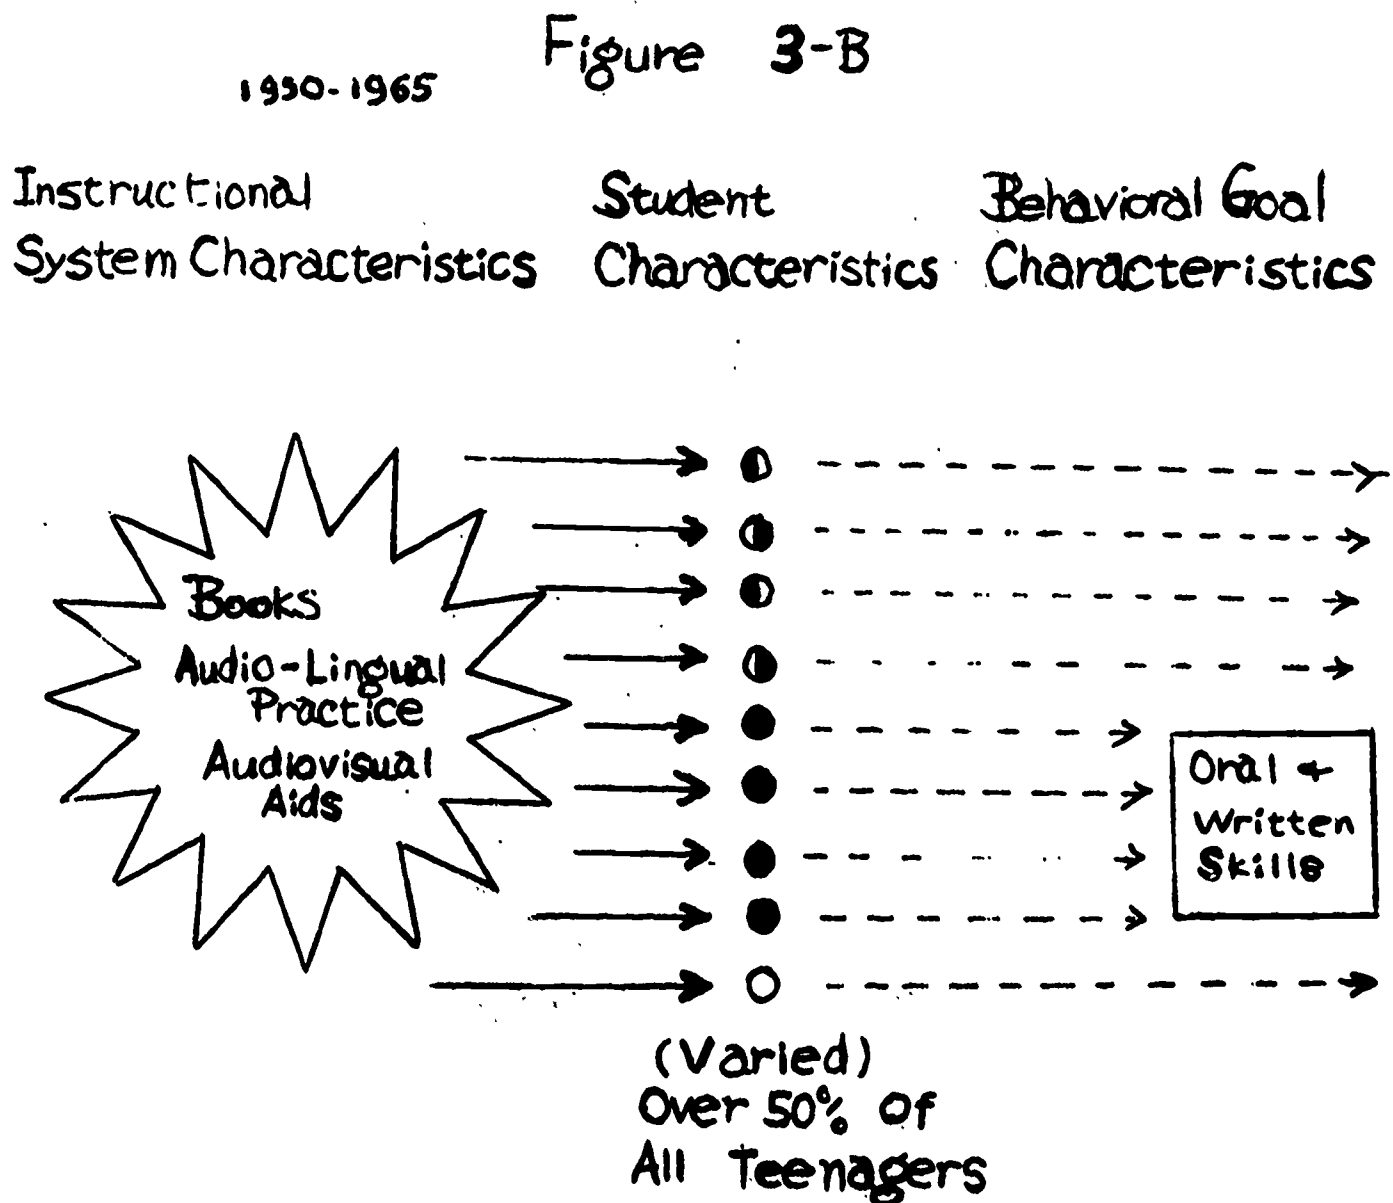 Figure 3-B
1950-1965
Instructional
System Characteristics
Student
Characteristics
Behavioral Goal
Characteristics
Books
Audio-Lingual
Practice
Audiovisual
Aids
Oral +
Written
Skills
(Varied)
Over 50% Of
All Teenagers